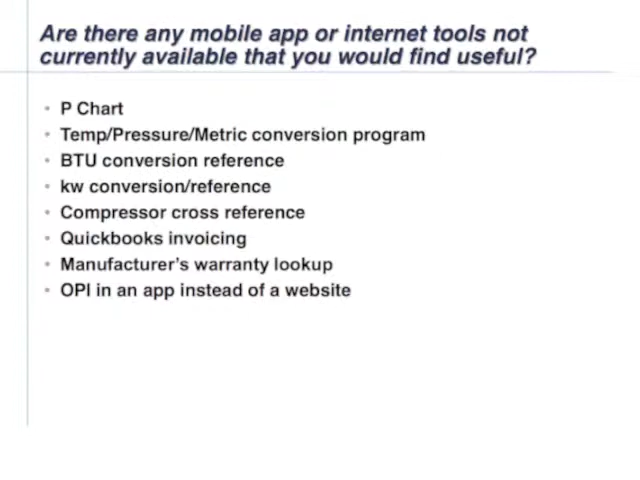 Are there any mobile app or internet tools not
currently available that you would find useful?
P Chart
Temp/Pressure/Metric conversion program
BTU conversion reference
kw conversion/reference
Compressor cross reference
Quickbooks invoicing
Manufacturer's warranty lookup
OPI in an app instead of a website